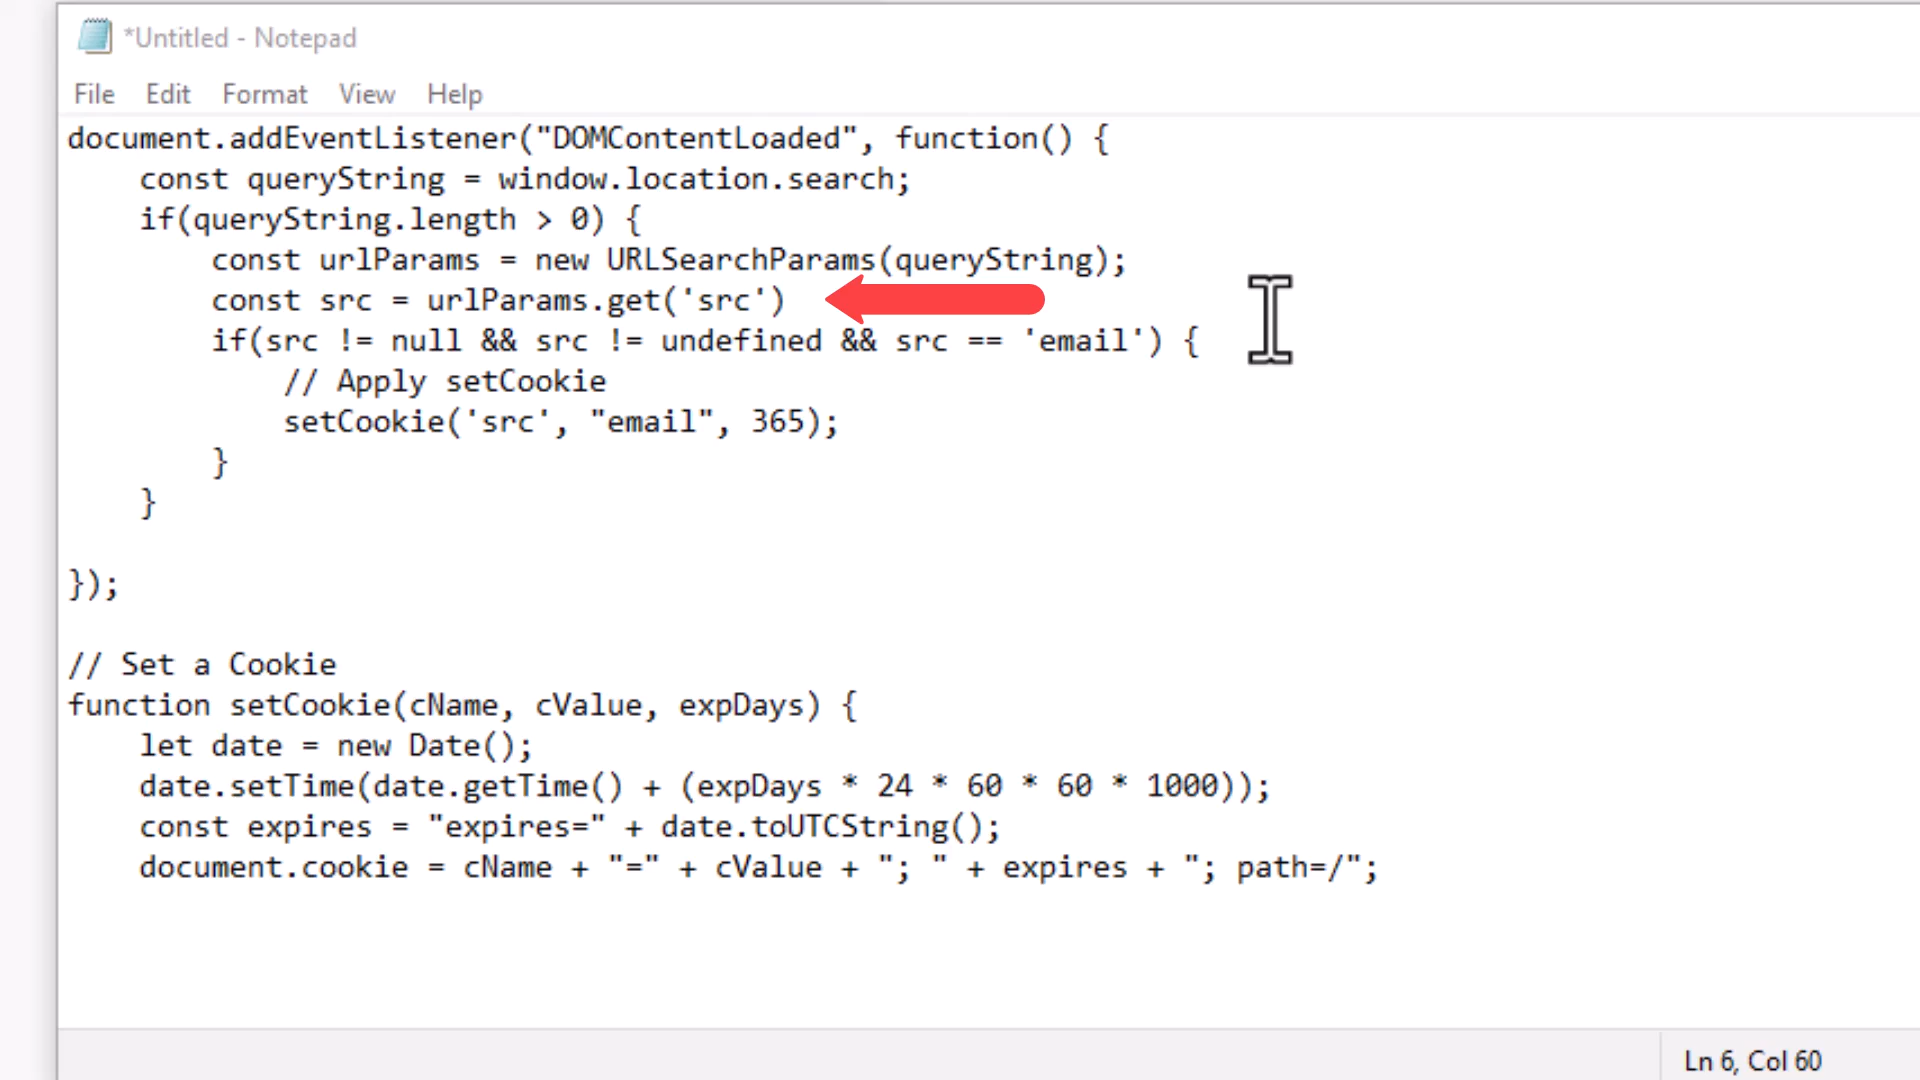 *Untitled - Notepad
File Edit Format View Help
document.addEventListener("DOMContentLoaded", function() {
    const queryString = window.location.search;
    if(queryString.length > 0) {
        const urlParams = new URLSearchParams(queryString);
        const src = urlParams.get('src')
        if(src != null && src != undefined && src == 'email') {
            // Apply setCookie
            setCookie('src', "email", 365);
        }
    }

});

// Set a Cookie
function setCookie(cName, cValue, expDays) {
    let date = new Date();
    date.setTime(date.getTime() + (expDays * 24 * 60 * 60 * 1000));
    const expires = "expires=" + date.toUTCString();
    document.cookie = cName + "=" + cValue + "; " + expires + "; path=/";
Ln 6, Col 60